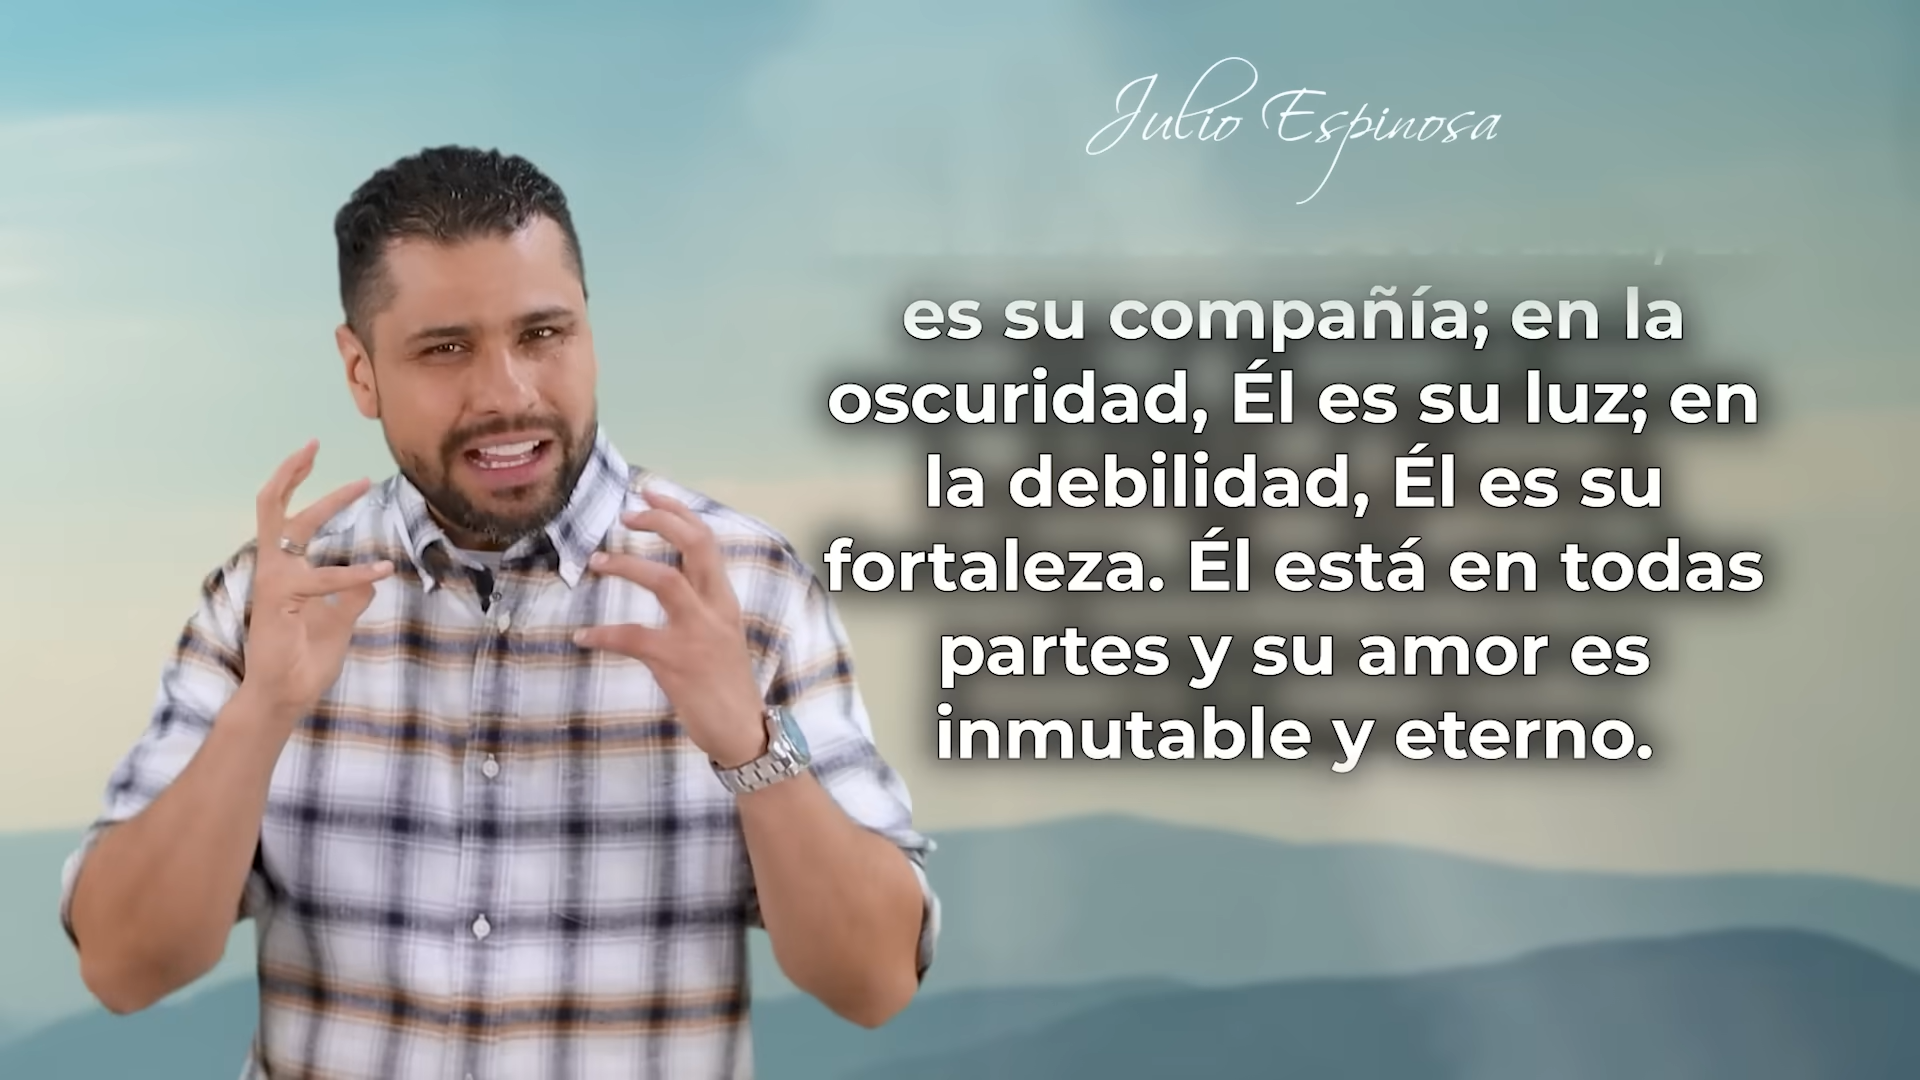 Julio Espinosa
es su compañía; en la
oscuridad, Él es su luz; en
la debilidad, Él es su
fortaleza. Él está en todas
partes y su amor es
inmutable y eterno.